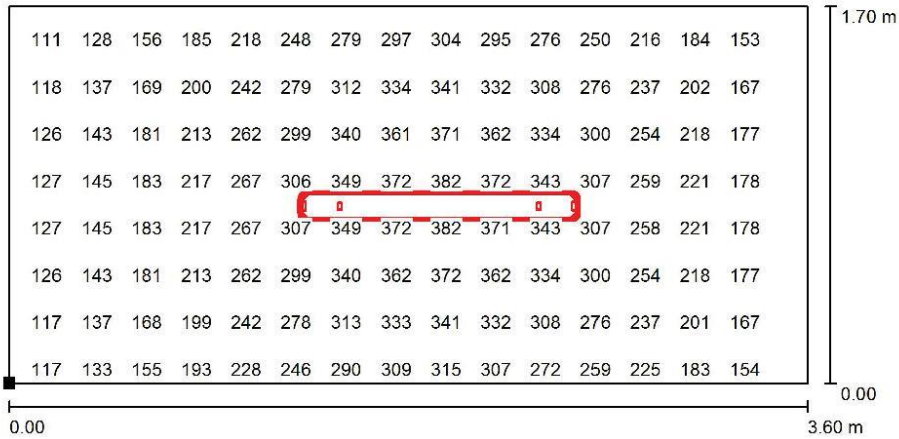 1.70 m
111 128 156 185 218 248 279 297 304 295 276 250 216 184 153
118 137 169 200 242 279 312 334 341 332 308 276 237 202 167
126 143 181 213 262 299 340 361 371 362 334 300 254 218 177
127 145 183 217 267 306 349 372 382 372 343 307 259 221 178
127 145 183 217 267 307 349 372 382 371 343 307 258 221 178
126 143 181 213 262 299 340 362 372 362 334 300 254 218 177
117 137 168 199 242 278 313 333 341 332 308 276 237 201 167
117 133 155 193 228 246 290 309 315 307 272 259 225 183 154
0.00
0.00 3.60 m